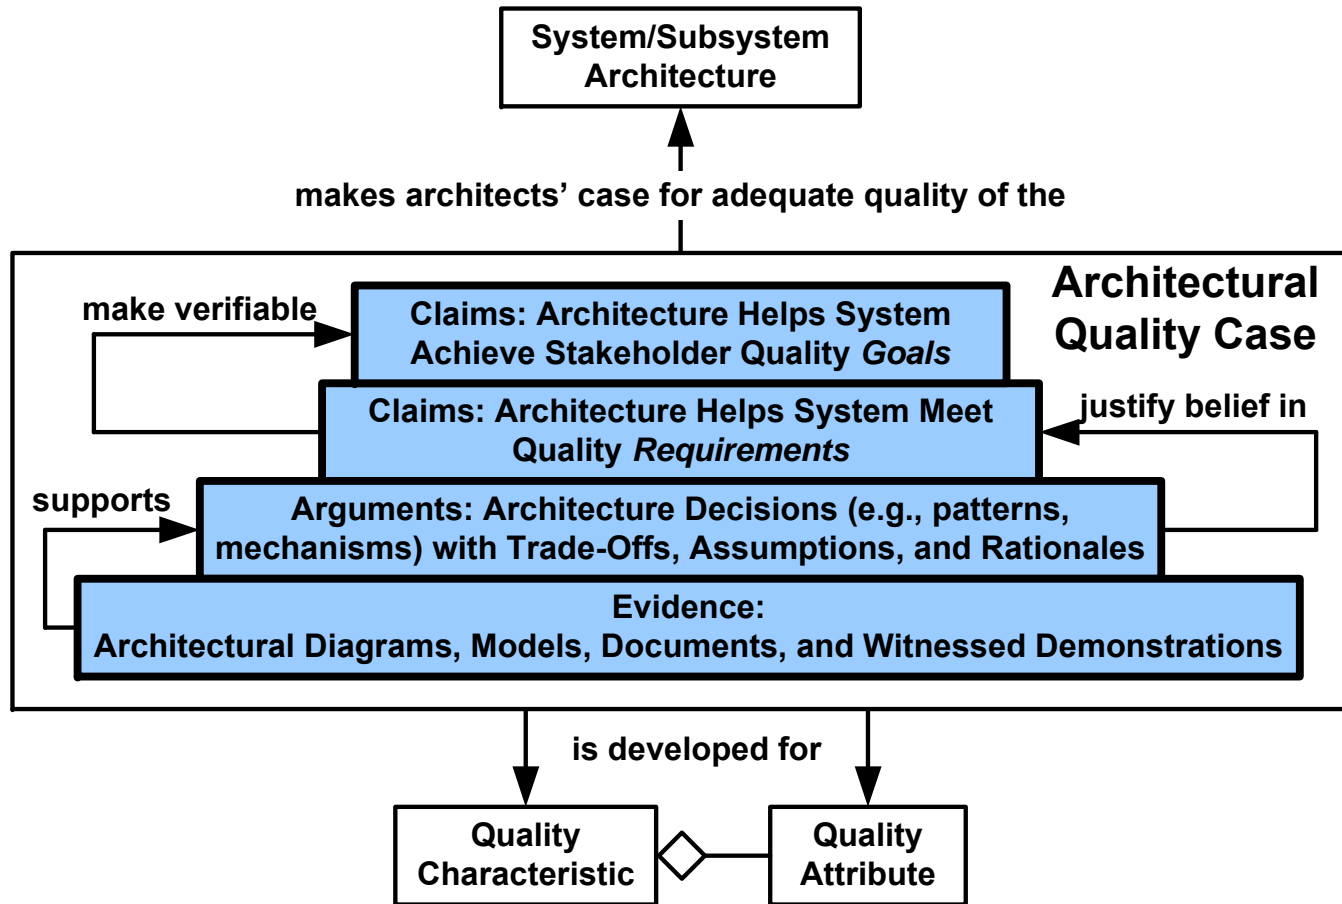 System/Subsystem
Architecture
makes architects’ case for adequate quality of the
Architectural
Quality Case
make verifiable
Claims: Architecture Helps System
Achieve Stakeholder Quality Goals
Claims: Architecture Helps System Meet
Quality Requirements
justify belief in
supports
Arguments: Architecture Decisions (e.g., patterns,
mechanisms) with Trade-Offs, Assumptions, and Rationales
Evidence:
Architectural Diagrams, Models, Documents, and Witnessed Demonstrations
is developed for
Quality
Characteristic
Quality
Attribute